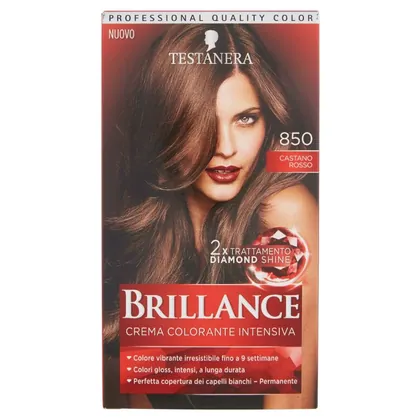 PROFESSIONAL QUALITY COLOR
NUOVO
TESTANERA
850
CASTANO
ROSSO
2x TRATTAMENTO
DIAMOND SHINE
BRILLANCE
CREMA COLORANTE INTENSIVA
• Colore vibrante irresistibile fino a 9 settimane
• Colori gloss, intensi, a lunga durata
• Perfetta copertura dei capelli bianchi – Permanente